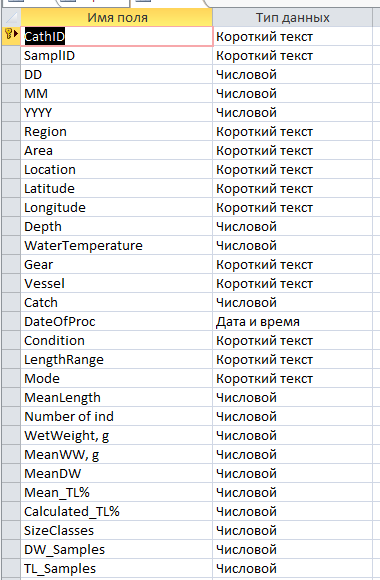 Имя поля Тип данных
CathID Короткий текст
SamplID Короткий текст
DD Числовой
MM Числовой
YYYY Числовой
Region Короткий текст
Area Короткий текст
Location Короткий текст
Latitude Короткий текст
Longitude Короткий текст
Depth Числовой
WaterTemperature Числовой
Gear Короткий текст
Vessel Короткий текст
Catch Числовой
DateOfProc Дата и время
Condition Короткий текст
LengthRange Короткий текст
Mode Короткий текст
MeanLength Числовой
Number of ind Числовой
WetWeight, g Числовой
MeanWW, g Числовой
MeanDW Числовой
Mean_TL% Числовой
Calculated_TL% Числовой
SizeClasses Числовой
DW_Samples Числовой
TL_Samples Числовой